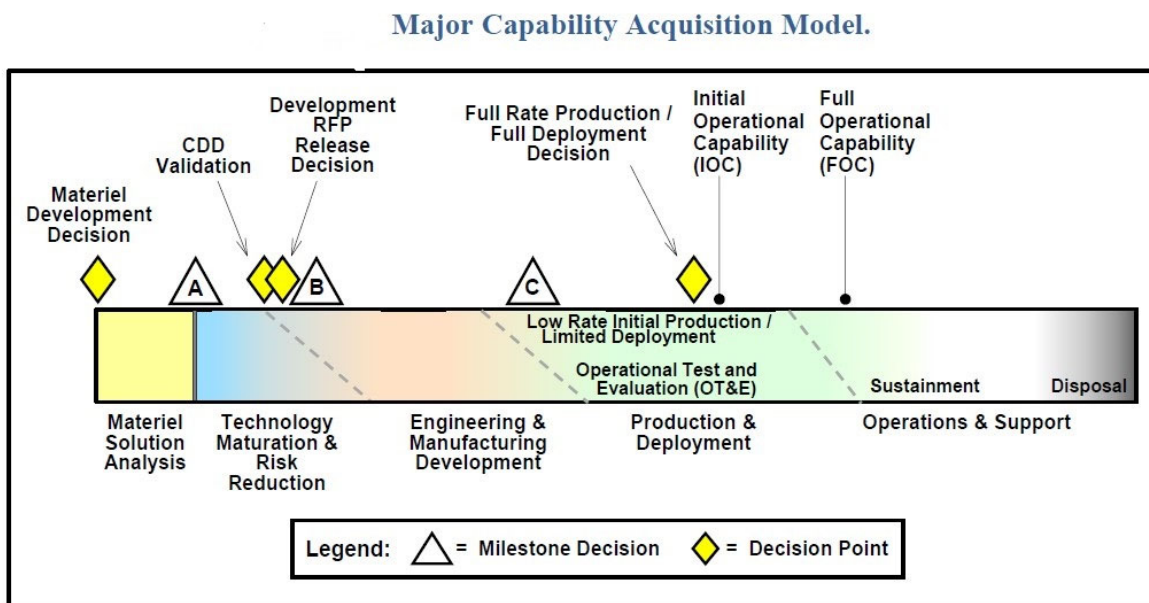 Major Capability Acquisition Model.
Materiel
Development
Decision
CDD
Validation
Development
RFP
Release
Decision
Full Rate Production /
Full Deployment
Decision
Initial
Operational
Capability
(IOC)
Full
Operational
Capability
(FOC)
A
B
C
Low Rate Initial Production /
Limited Deployment
Operational Test and
Evaluation (OT&E)
Sustainment
Disposal
Materiel
Solution
Analysis
Technology
Maturation &
Risk
Reduction
Engineering &
Manufacturing
Development
Production &
Deployment
Operations & Support
Legend:
= Milestone Decision
= Decision Point